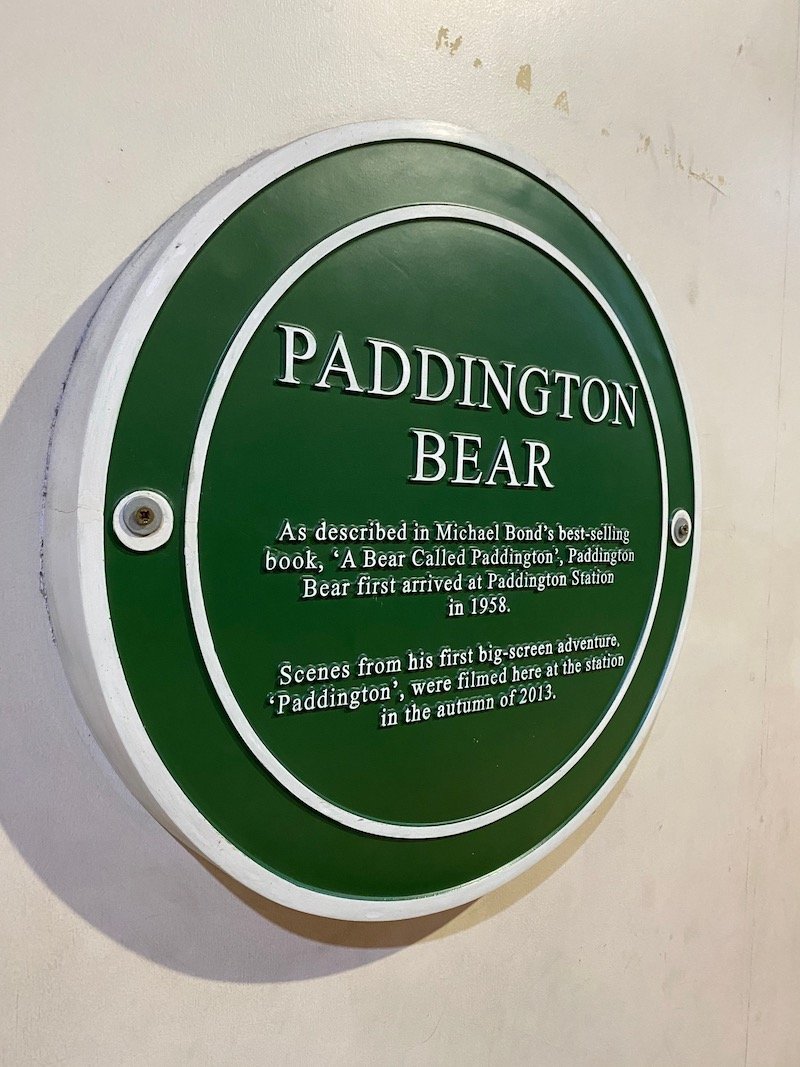 PADDINGTON
BEAR
As described in Michael Bond's best-selling
book, 'A Bear Called Paddington', Paddington
Bear first arrived at Paddington Station
in 1958.
Scenes from his first big-screen adventure,
'Paddington', were filmed here at the station
in the autumn of 2013.